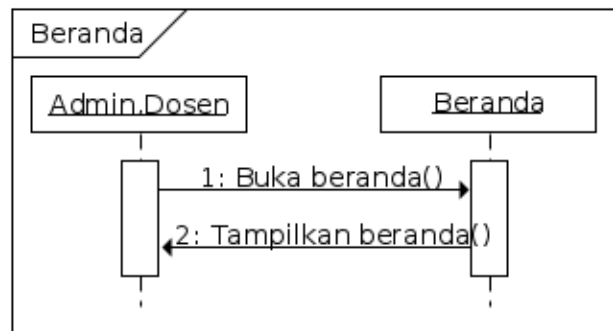 Beranda
Admin,Dosen
Beranda
1: Buka beranda()
2: Tampilkan beranda()